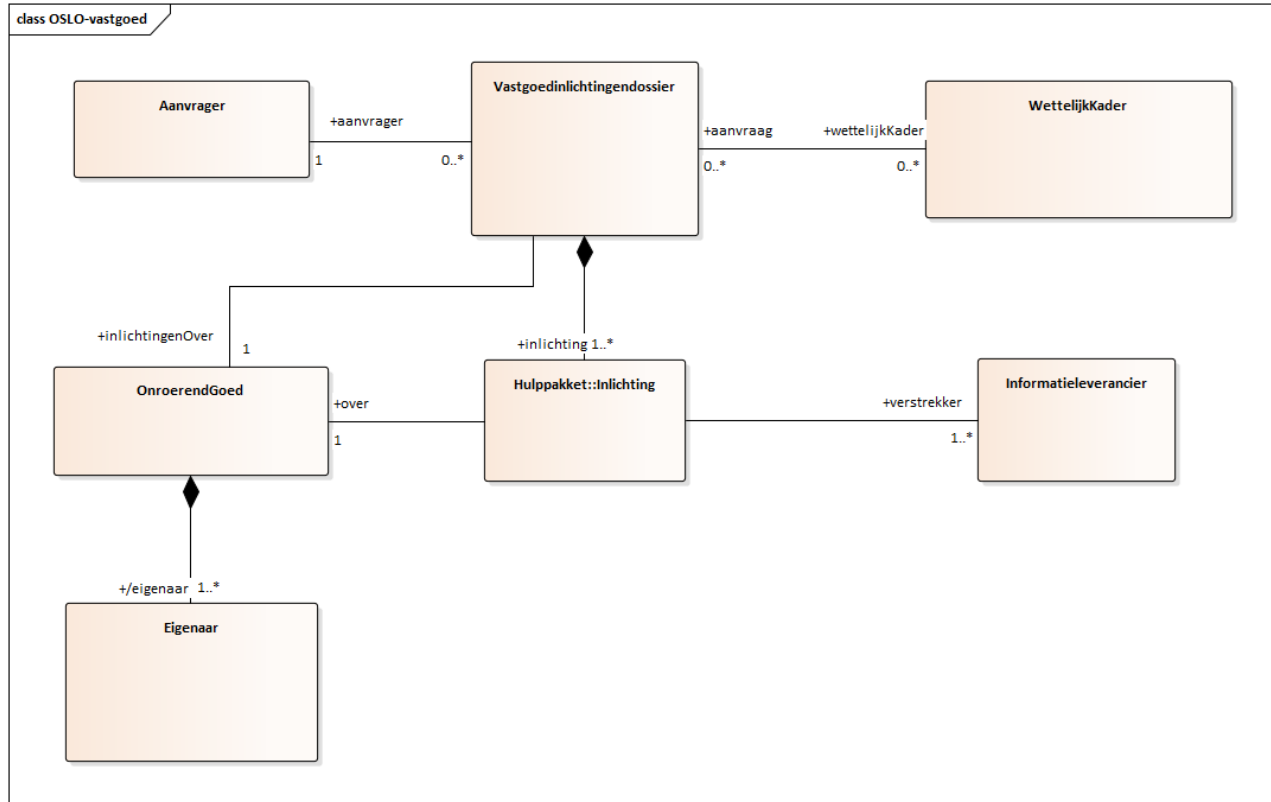 class OSLO-vastgoed
Aanvrager
Vastgoedinlichtingendossier
WettelijkKader
+aanvrager
1
0..*
+aanvraag
0..*
+wettelijkKader
0..*
+inlichtingenOver
1
+inlichting 1..*
OnroerendGoed
Hulppakket::Inlichting
Informatieleverancier
+over
1
+verstrekker
1..*
+/eigenaar 1..*
Eigenaar